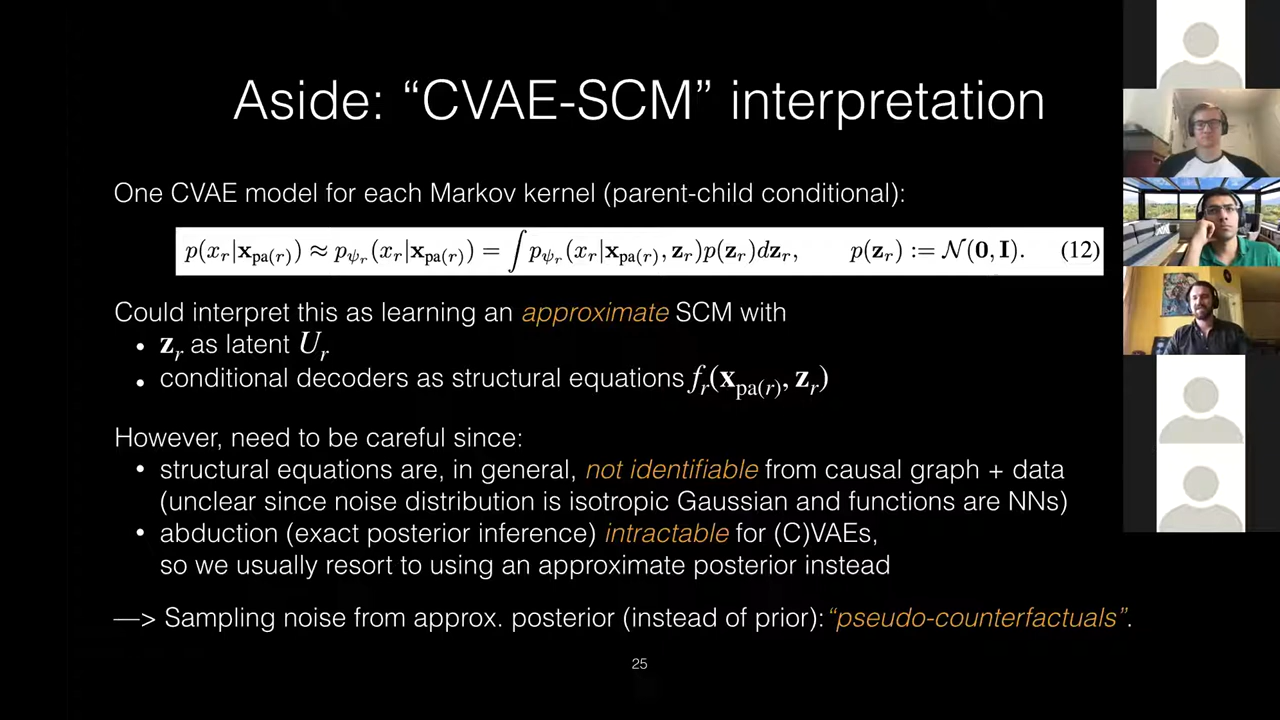 Aside: “CVAE-SCM” interpretation
One CVAE model for each Markov kernel (parent-child conditional):
p(x_r|𝐱_pa(r)) ≈ p_ψ_r(x_r|𝐱_pa(r)) = ∫ p_ψ_r(x_r|𝐱_pa(r), 𝐳_r)p(𝐳_r)d𝐳_r, p(𝐳_r) := 𝒩(𝟎, 𝐈). (12)
Could interpret this as learning an approximate SCM with
• 𝐳_r as latent U_r
• conditional decoders as structural equations f_r(𝐱_pa(r), 𝐳_r)
However, need to be careful since:
• structural equations are, in general, not identifiable from causal graph + data
(unclear since noise distribution is isotropic Gaussian and functions are NNs)
• abduction (exact posterior inference) intractable for (C)VAEs,
so we usually resort to using an approximate posterior instead
—> Sampling noise from approx. posterior (instead of prior): “pseudo-counterfactuals”.
25